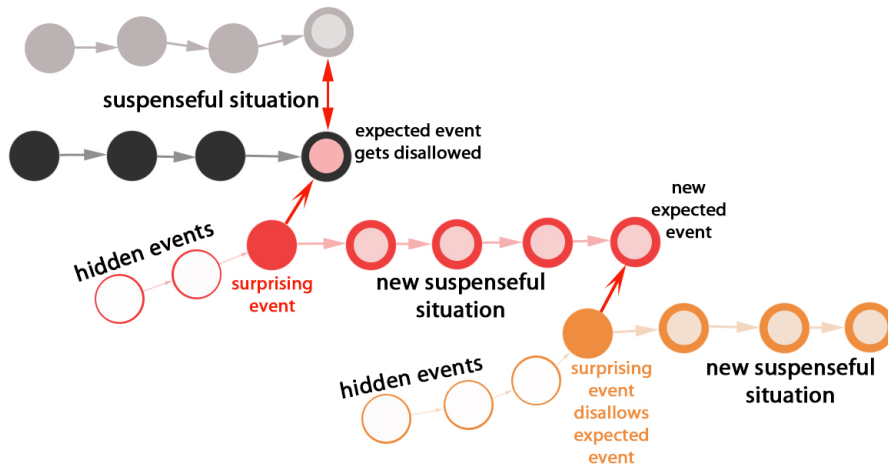 suspenseful situation
expected event
gets disallowed
new
expected
event
hidden events
surprising
event
new suspenseful
situation
hidden events
surprising
event
disallows
expected
event
new suspenseful
situation